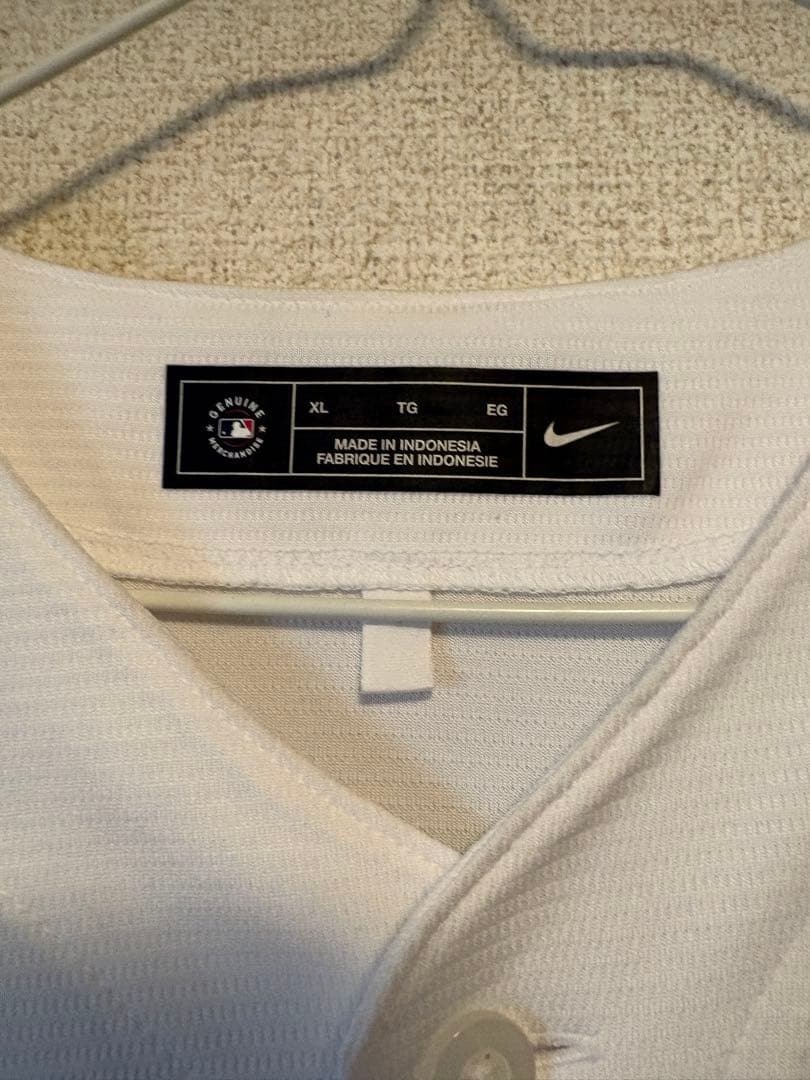 GENUINE
MERCHANDISE
XL TG EG
MADE IN INDONESIA
FABRIQUE EN INDONESIE